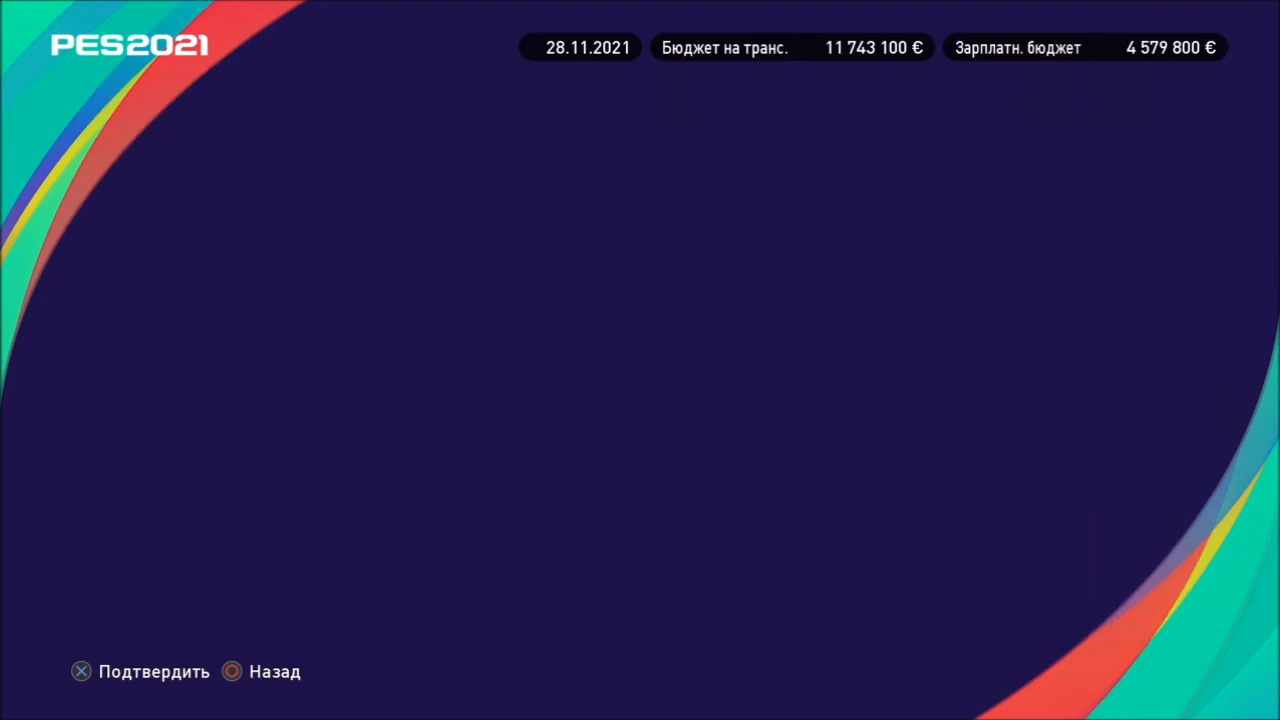 PES2021
28.11.2021 Бюджет на транс. 11 743 100 € Зарплатн. бюджет 4 579 800 €
Подтвердить Назад